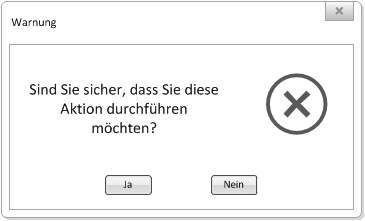 Warnung
Sind Sie sicher, dass Sie diese
Aktion durchführen
möchten?
Ja
Nein